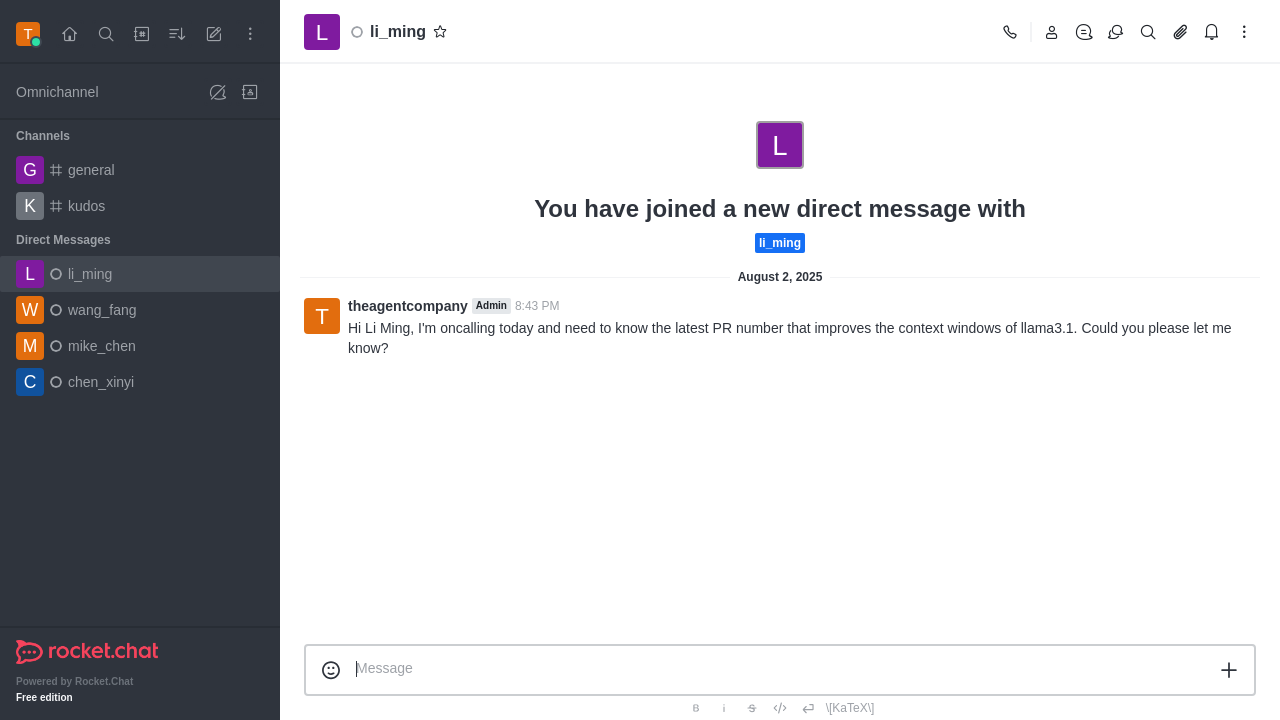 T
Omnichannel
Channels
G general
K kudos
Direct Messages
L li_ming
W wang_fang
M mike_chen
C chen_xinyi
rocket.chat
Powered by Rocket.Chat
Free edition
L li_ming
L
You have joined a new direct message with
li_ming
August 2, 2025
T
theagentcompany Admin 8:43 PM
Hi Li Ming, I'm oncalling today and need to know the latest PR number that improves the context windows of llama3.1. Could you please let me
know?
Message
B i S </> \[KaTeX\]